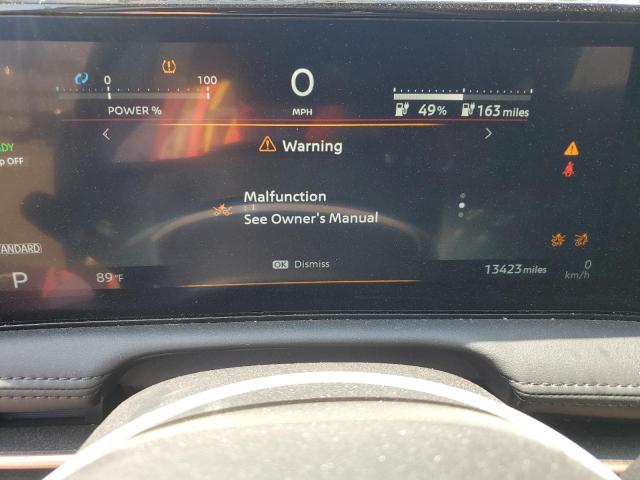 0 100
0
POWER %
MPH
49% 163 miles
Warning
DY
p OFF
Malfunction
See Owner's Manual
TANDARD
P
89°F
OK Dismiss
13423 miles
0
km/h